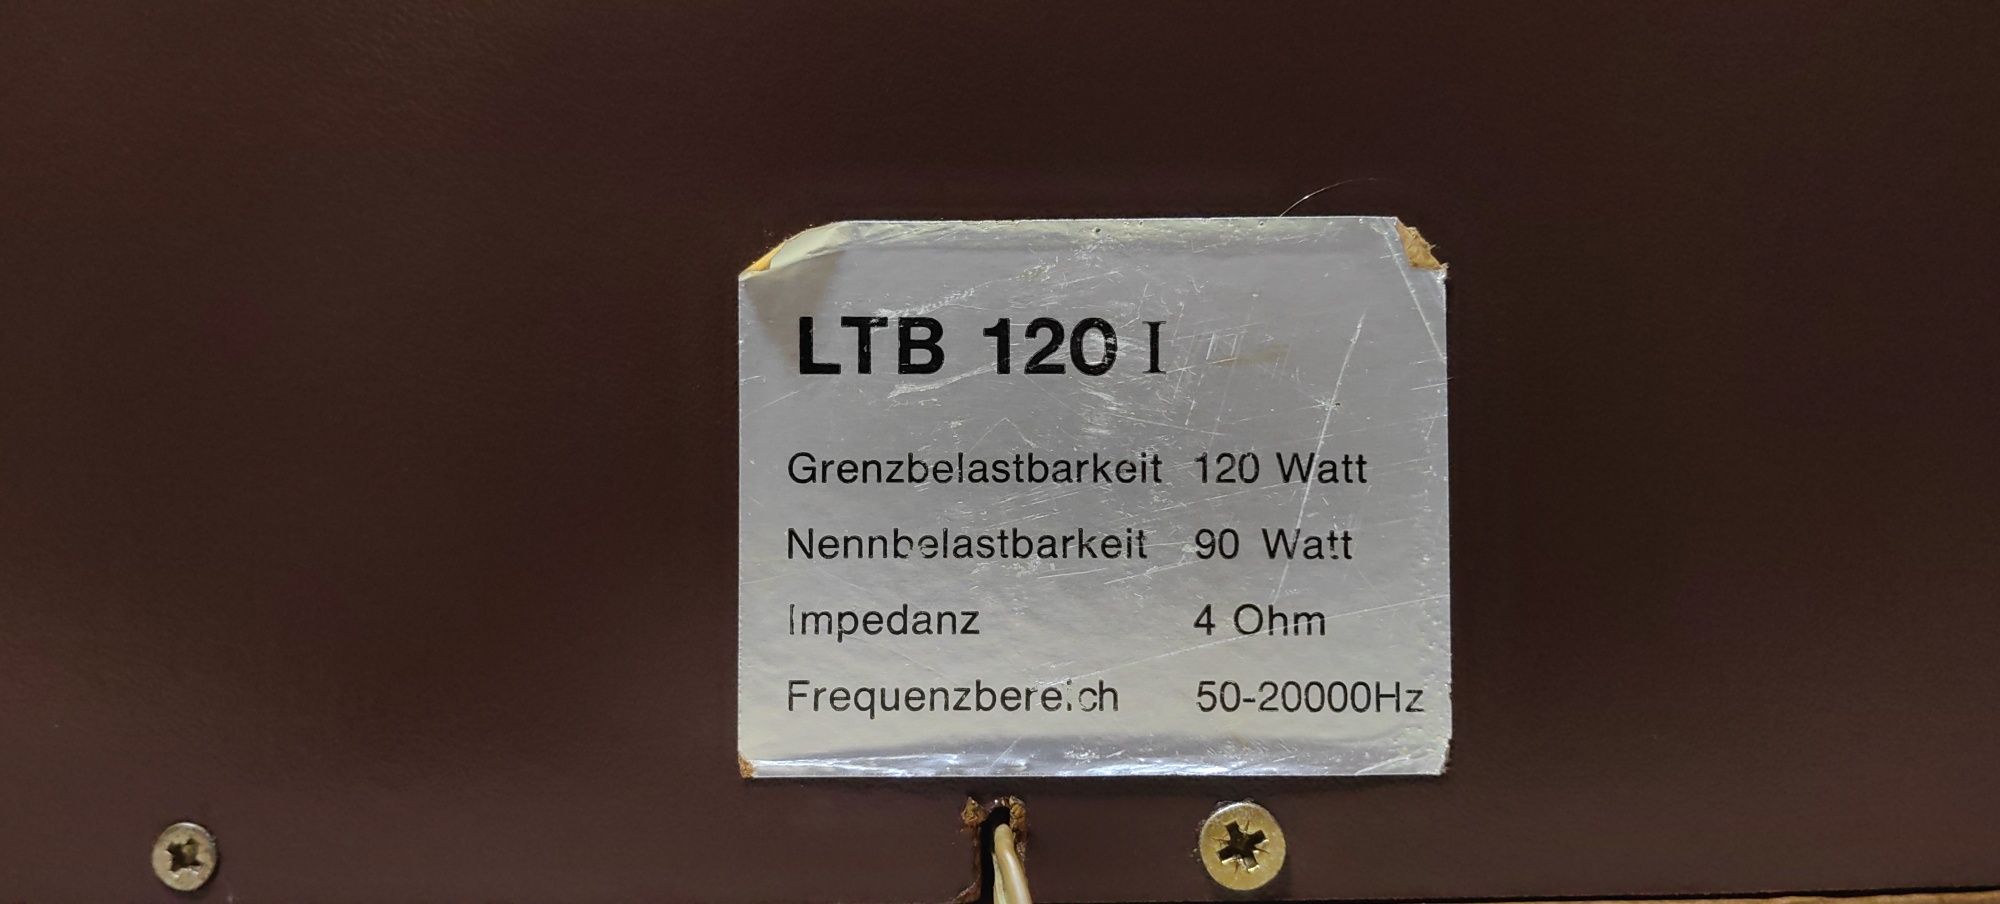 LTB 120 I
Grenzbelastbarkeit 120 Watt
Nennbelastbarkeit 90 Watt
Impedanz 4 Ohm
Frequenzbereich 50-20000Hz